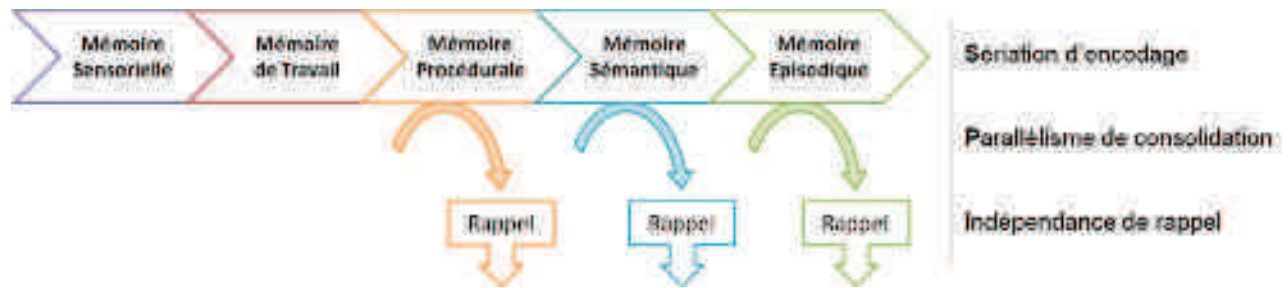 Mémoire
Sensorielle
Mémoire
de Travail
Mémoire
Procédurale
Mémoire
Sémantique
Mémoire
Episodique
Sériation d'encodage
Parallélisme de consolidation
Rappel
Rappel
Rappel
Indépendance de rappel